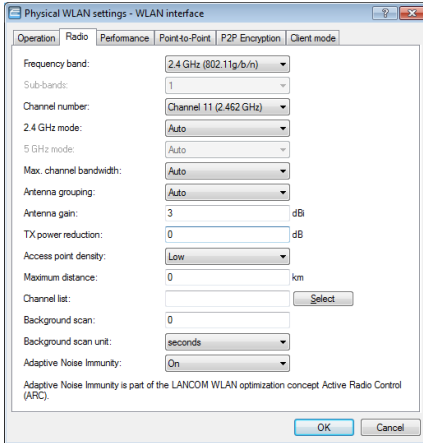 Physical WLAN settings - WLAN interface
Operation Radio Performance Point-to-Point P2P Encryption Client mode
Frequency band: 2.4 GHz (802.11g/b/n)
Sub-bands: 1
Channel number: Channel 11 (2.462 GHz)
2.4 GHz mode: Auto
5 GHz mode: Auto
Max. channel bandwidth: Auto
Antenna grouping: Auto
Antenna gain: 3 dBi
TX power reduction: 0 dB
Access point density: Low
Maximum distance: 0 km
Channel list: Select
Background scan: 0
Background scan unit: seconds
Adaptive Noise Immunity: On
Adaptive Noise Immunity is part of the LANCOM WLAN optimization concept Active Radio Control
(ARC).
OK Cancel